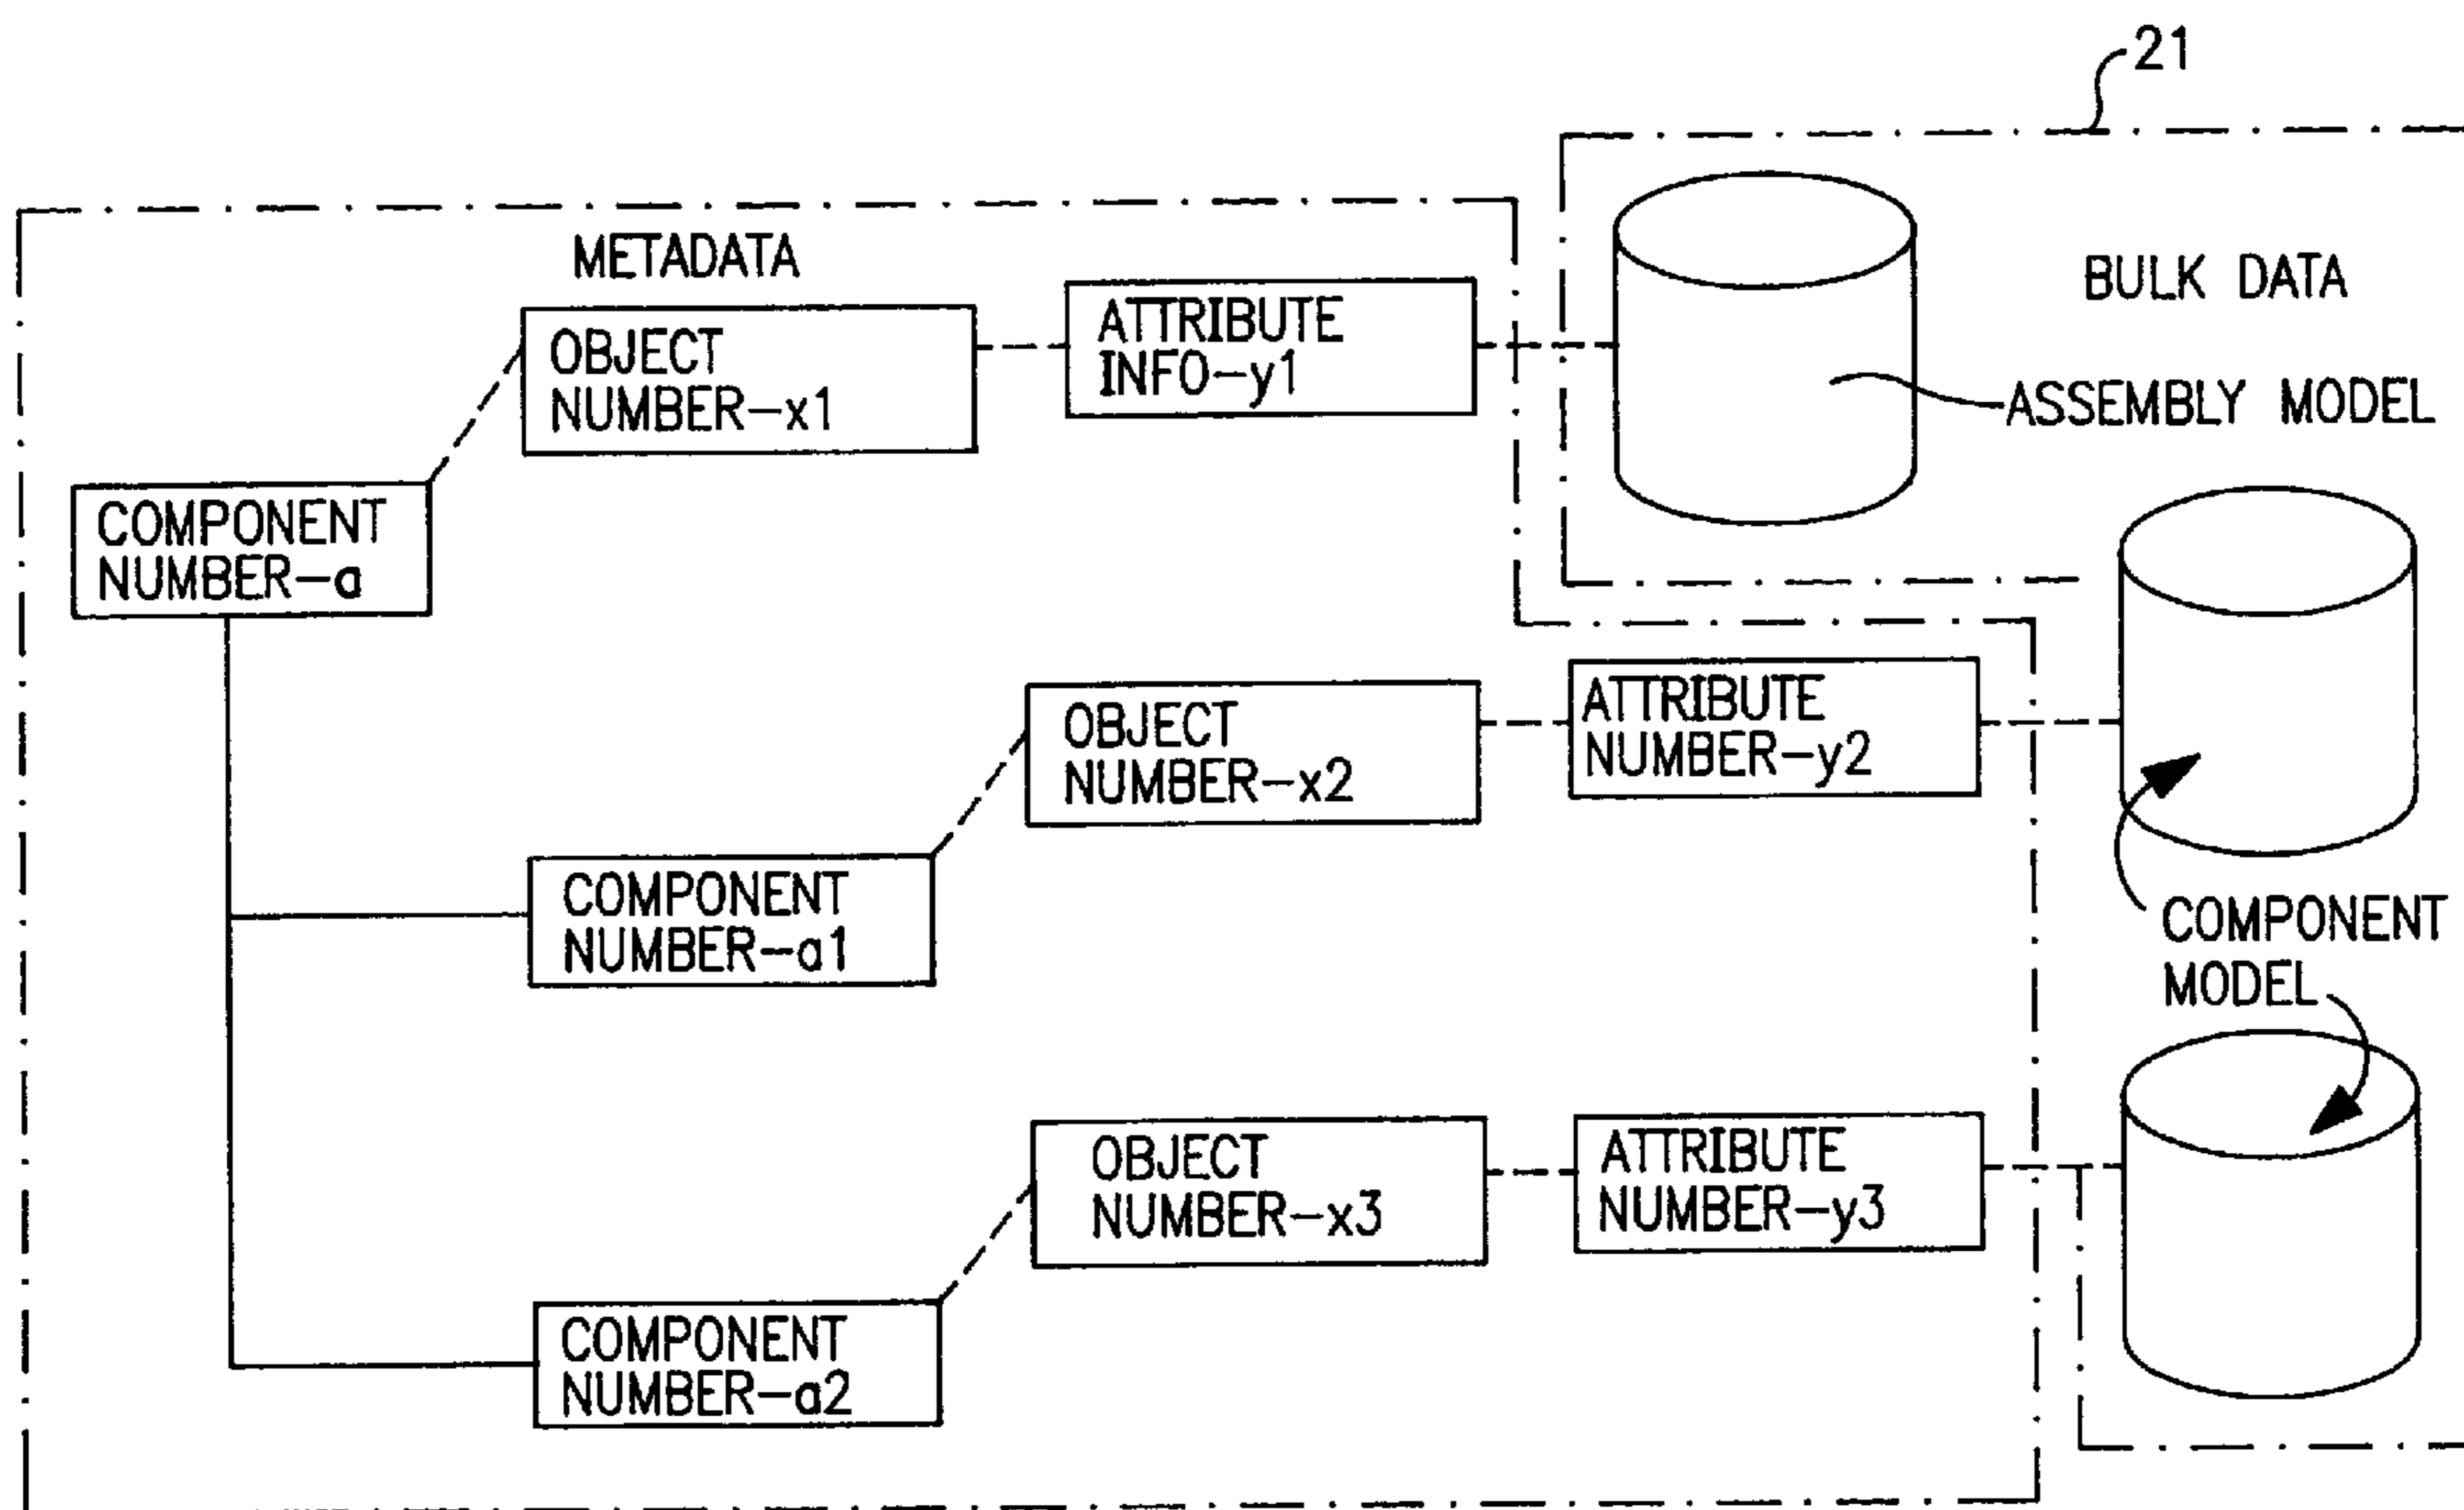 21
METADATA
BULK DATA
OBJECT
NUMBER-x1
ATTRIBUTE
INFO-y1
ASSEMBLY MODEL
COMPONENT
NUMBER-a
OBJECT
NUMBER-x2
ATTRIBUTE
NUMBER-y2
COMPONENT
NUMBER-a1
COMPONENT
MODEL
OBJECT
NUMBER-x3
ATTRIBUTE
NUMBER-y3
COMPONENT
NUMBER-a2